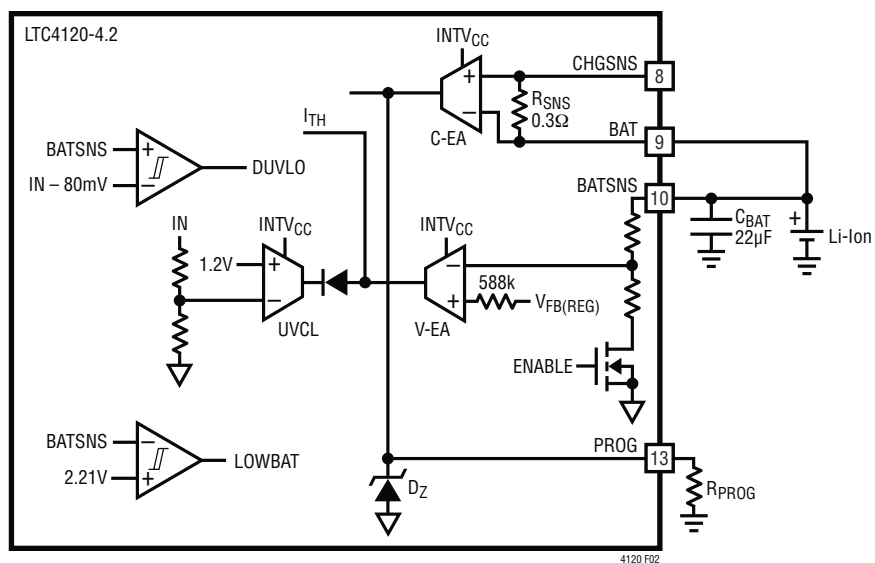 LTC4120-4.2
INTVCC
CHGSNS
8
+
–
RSNS
0.3Ω
C-EA
BAT
9
ITH
BATSNS
+
IN – 80mV
–
DUVLO
BATSNS
10
CBAT
22µF
+
Li-Ion
IN
INTVCC
1.2V
+
–
UVCL
INTVCC
–
+
V-EA
588k
VFB(REG)
ENABLE
BATSNS
–
2.21V
+
LOWBAT
PROG
13
RPROG
DZ
4120 F02